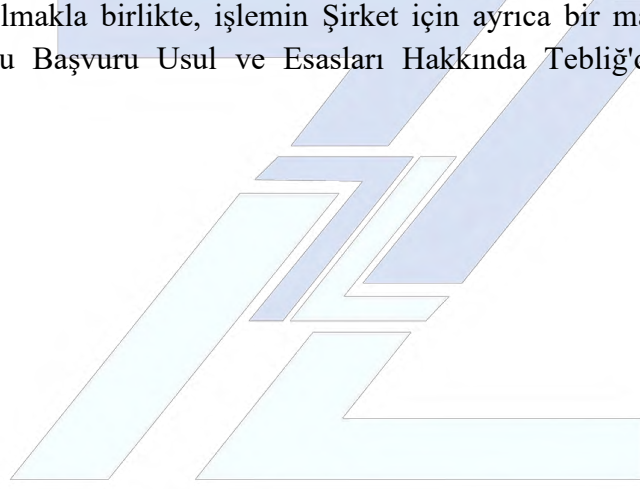 lmakla birlikte, işlemin Şirket için ayrıca bir ma
u Başvuru Usul ve Esasları Hakkında Tebliğ'd